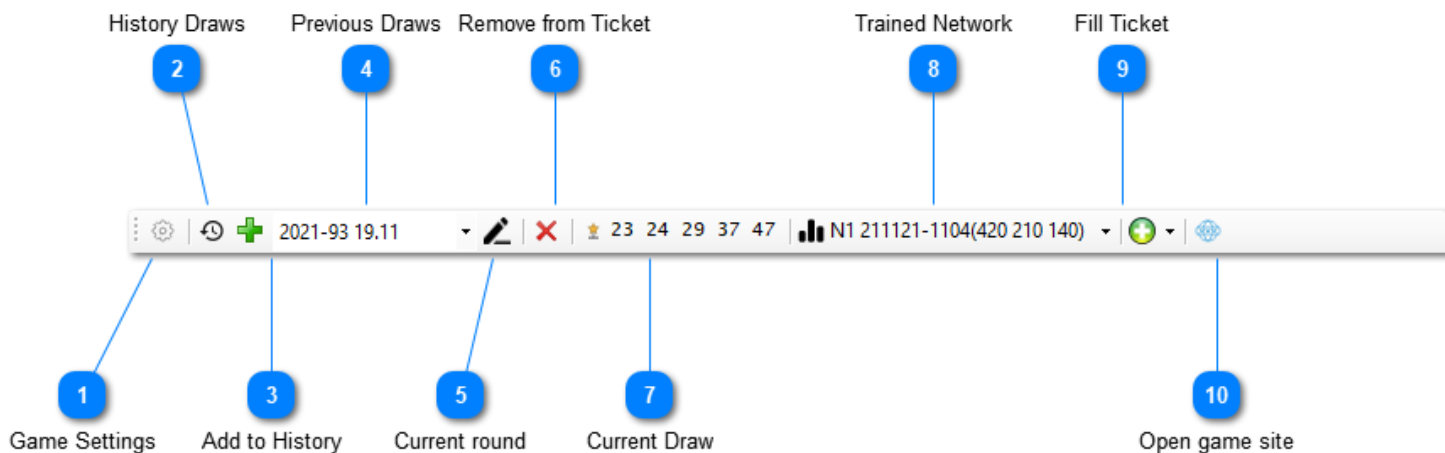 History Draws Previous Draws Remove from Ticket Trained Network Fill Ticket
2 4 6 8 9
2021-93 19.11 23 24 29 37 47 N1 211121-1104(420 210 140)
1 3 5 7 10
Game Settings Add to History Current round Current Draw Open game site